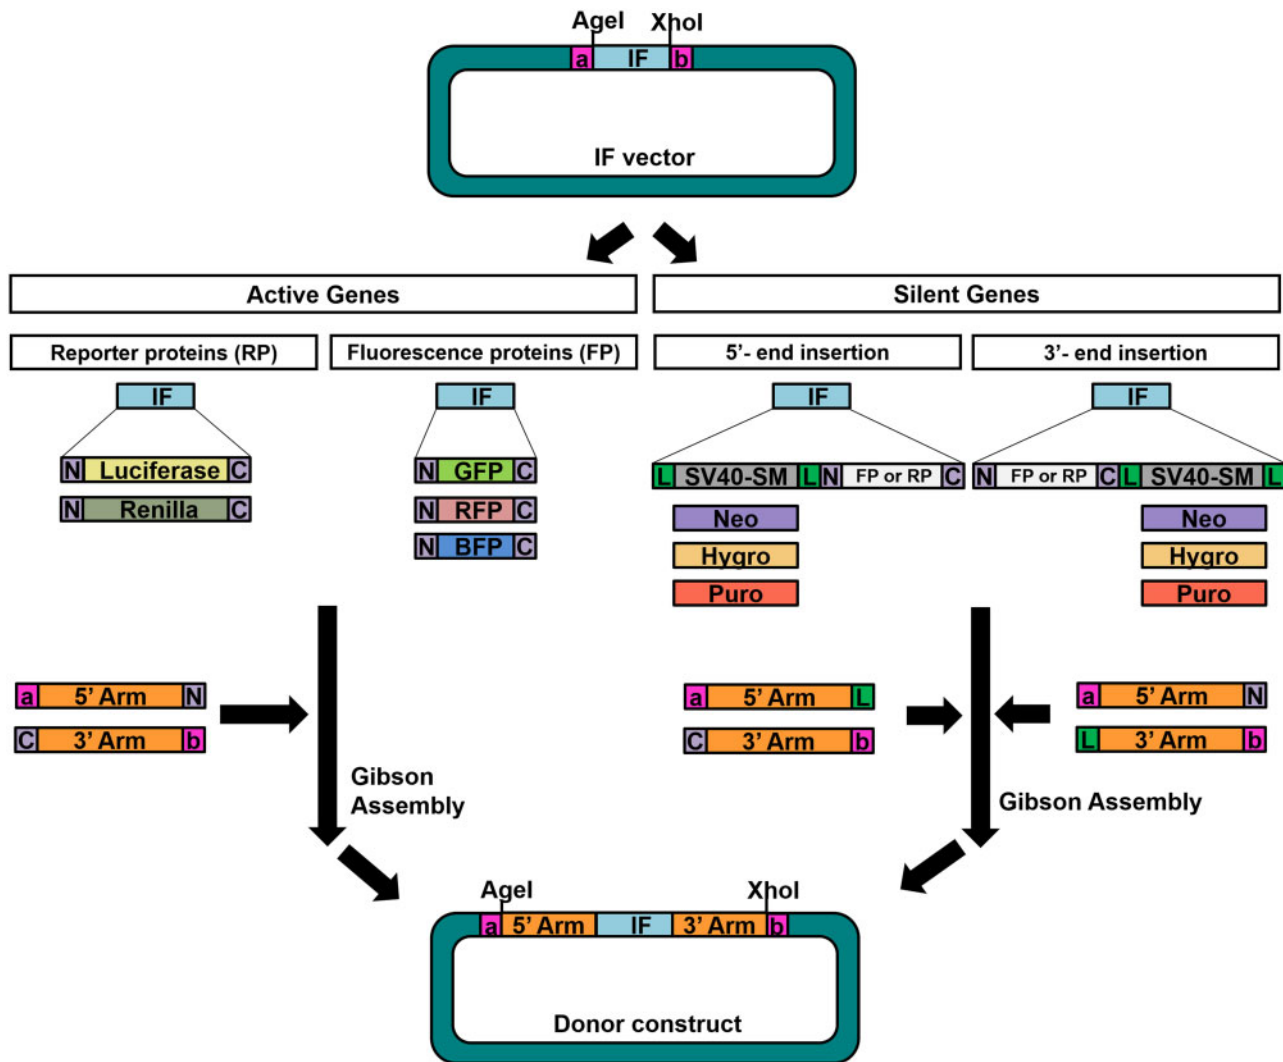 AgeI XhoI
a IF b
IF vector
Active Genes
Silent Genes
Reporter proteins (RP)
Fluorescence proteins (FP)
5'- end insertion
3'- end insertion
IF
IF
IF
IF
N Luciferase C
N Renilla C
N GFP C
N RFP C
N BFP C
L SV40-SM L N FP or RP C
Neo
Hygro
Puro
N FP or RP C L SV40-SM L
Neo
Hygro
Puro
a 5' Arm N
C 3' Arm b
Gibson
Assembly
a 5' Arm L
C 3' Arm b
a 5' Arm N
L 3' Arm b
Gibson Assembly
AgeI XhoI
a 5' Arm IF 3' Arm b
Donor construct